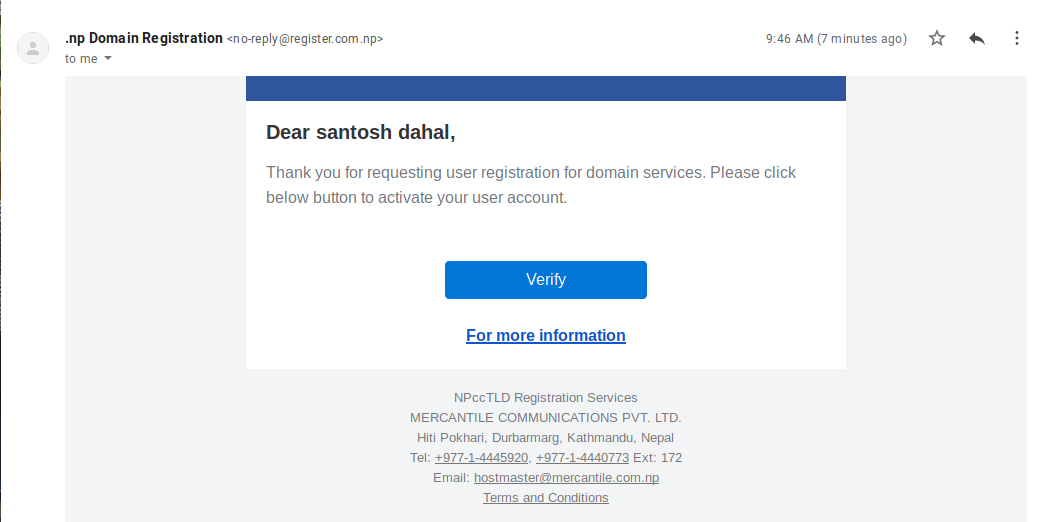 .np Domain Registration <no-reply@register.com.np>
9:46 AM (7 minutes ago)
to me
Dear santosh dahal,
Thank you for requesting user registration for domain services. Please click
below button to activate your user account.
Verify
For more information
NPccTLD Registration Services
MERCANTILE COMMUNICATIONS PVT. LTD.
Hiti Pokhari, Durbarmarg, Kathmandu, Nepal
Tel: +977-1-4445920, +977-1-4440773 Ext: 172
Email: hostmaster@mercantile.com.np
Terms and Conditions